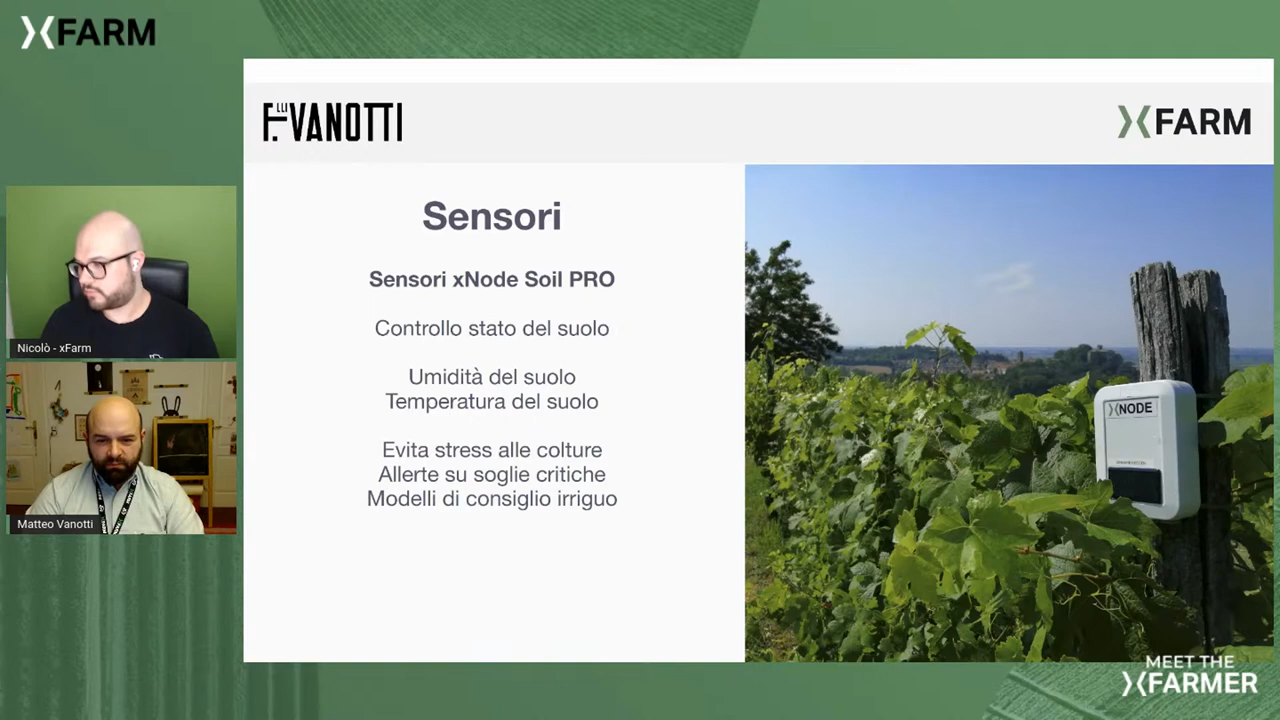 XFARM
F.LLI VANOTTI
XFARM
Sensori
Sensori xNode Soil PRO
Controllo stato del suolo
Umidità del suolo
Temperatura del suolo
Evita stress alle colture
Allerte su soglie critiche
Modelli di consiglio irriguo
XNODE
Nicolò - xFarm
Matteo Vanotti
MEET THE
XFARMER